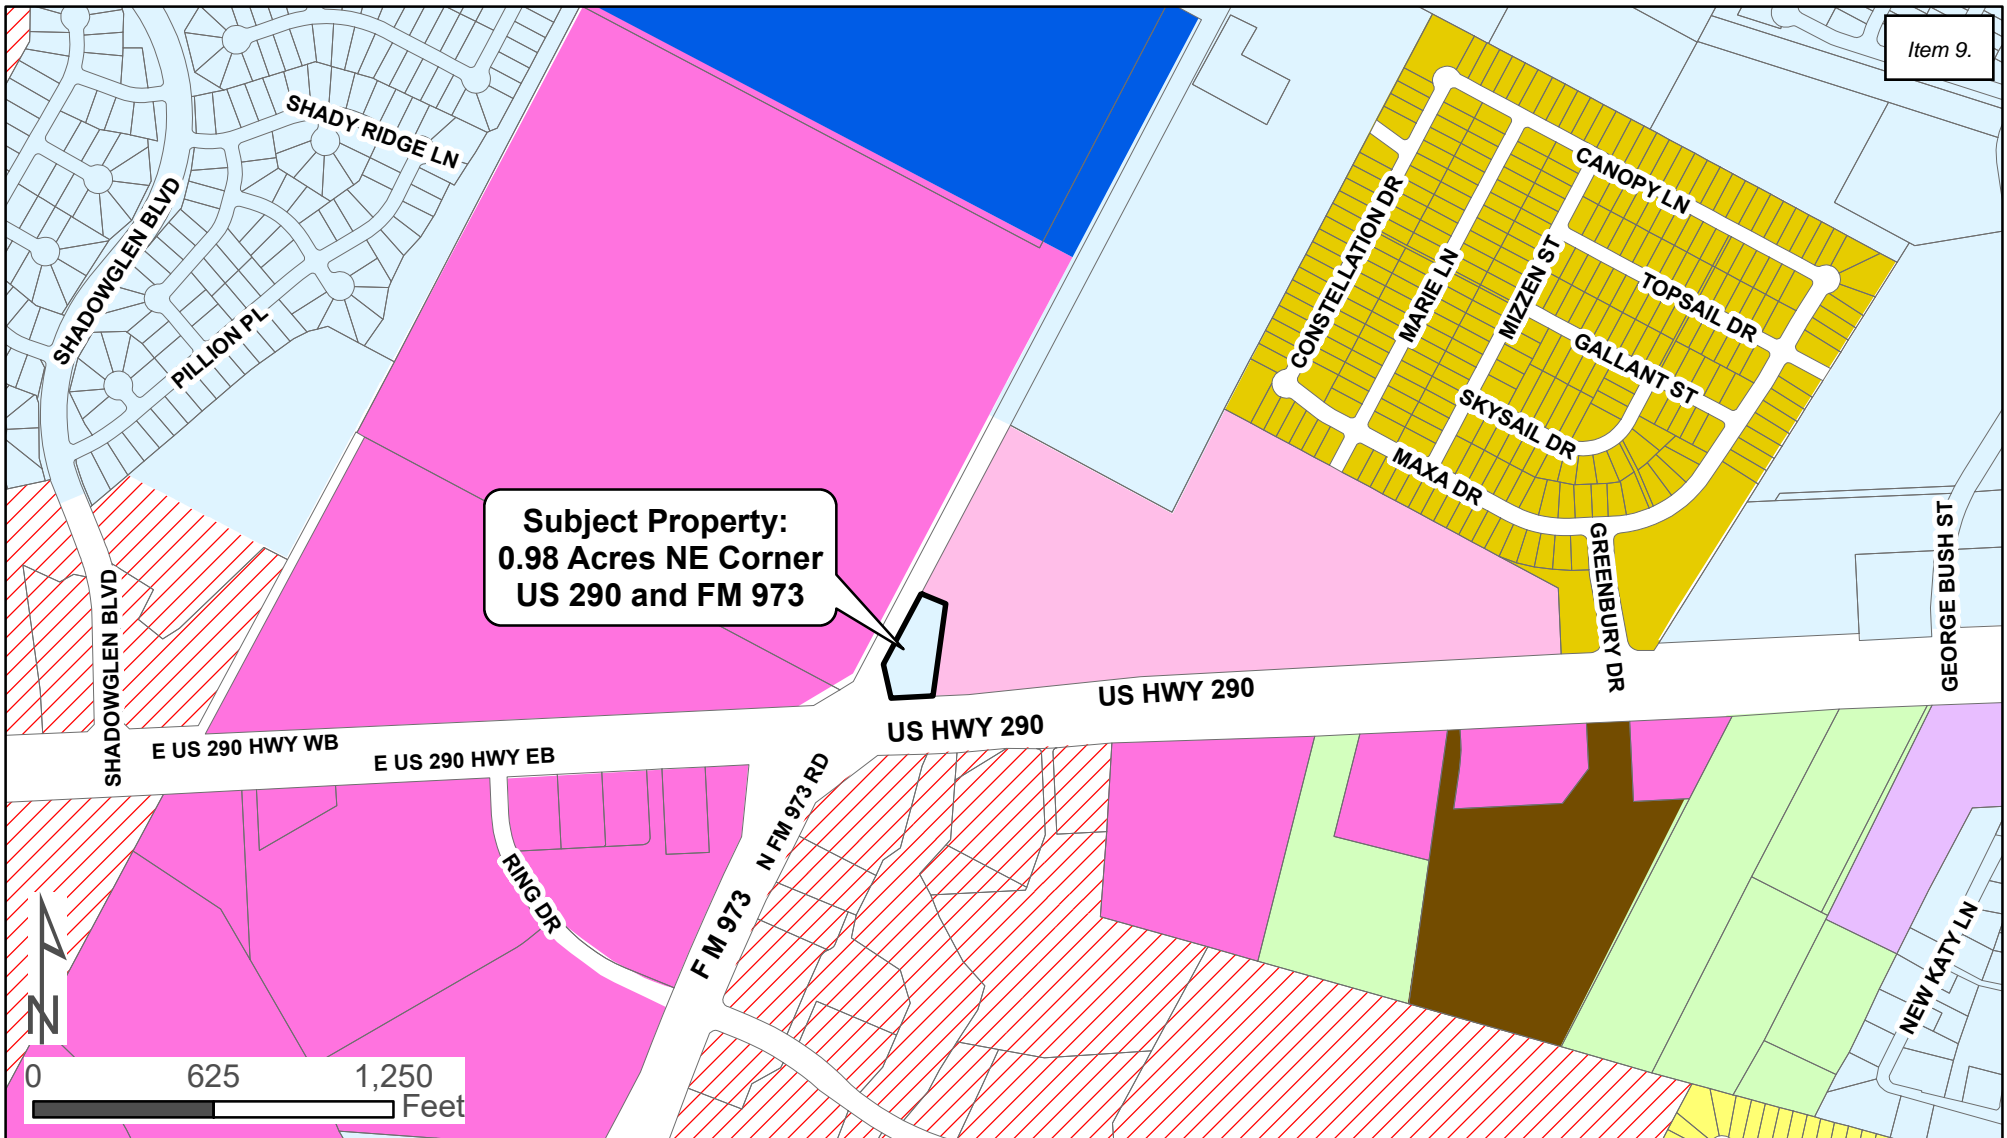 Item 9.
SHADY RIDGE LN
SHADOWGLEN BLVD
PILLION PL
CANOPY LN
CONSTELLATION DR
MARIE LN
MIZZEN ST
TOPSAIL DR
GALLANT ST
SKYSAIL DR
MAXA DR
GREENBURY DR
GEORGE BUSH ST
Subject Property:
0.98 Acres NE Corner
US 290 and FM 973
SHADOWGLEN BLVD
US HWY 290
US HWY 290
E US 290 HWY WB
E US 290 HWY EB
N FM 973 RD
RING DR
F M 973
NEW KATY LN
N
0 625 1,250
Feet